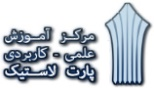 مرکز آموزش
علمی - کاربردی
پارت لاستیک